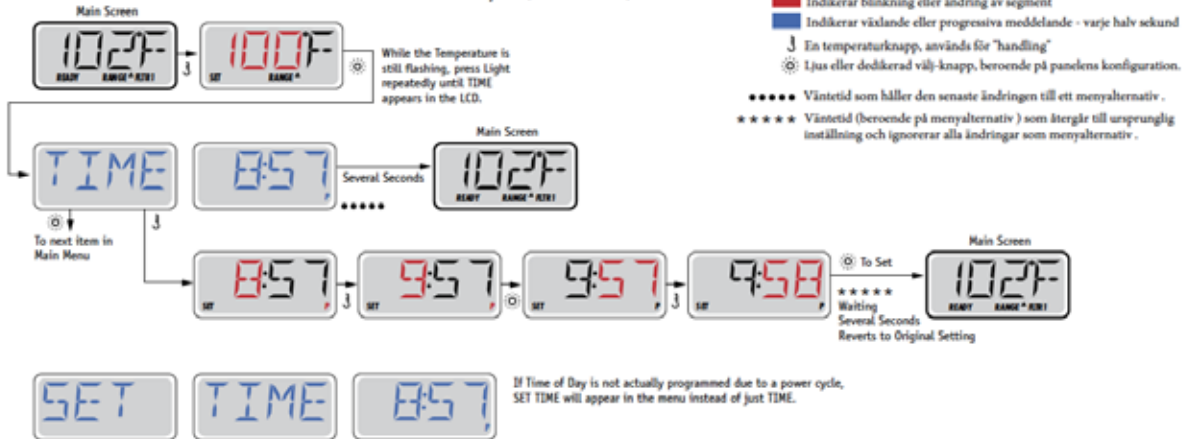 Indikerar blinkning eller ändring av segment
Indikerar växlande eller progressiva meddelande - varje halv sekund
En temperaturknapp, används för "handling"
Ljus eller dedikerad välj-knapp, beroende på panelens konfiguration.
Väntetid som håller den senaste ändringen till ett menyalternativ .
Väntetid (beroende på menyalternativ ) som återgår till ursprunglig
inställning och ignorerar alla ändringar som menyalternativ .
Main Screen
102F
READY RANGE FLTR1
100F
SET RANGE
While the Temperature is
still flashing, press Light
repeatedly until TIME
appears in the LCD.
TIME
8:57
P
Several Seconds
Main Screen
102F
READY RANGE FLTR1
To next item in
Main Menu
8:57
SET P
9:57
SET P
9:57
SET P
9:58
SET P
To Set
*****
Waiting
Several Seconds
Reverts to Original Setting
Main Screen
102F
READY RANGE FLTR1
SET
TIME
8:57
P
If Time of Day is not actually programmed due to a power cycle,
SET TIME will appear in the menu instead of just TIME.